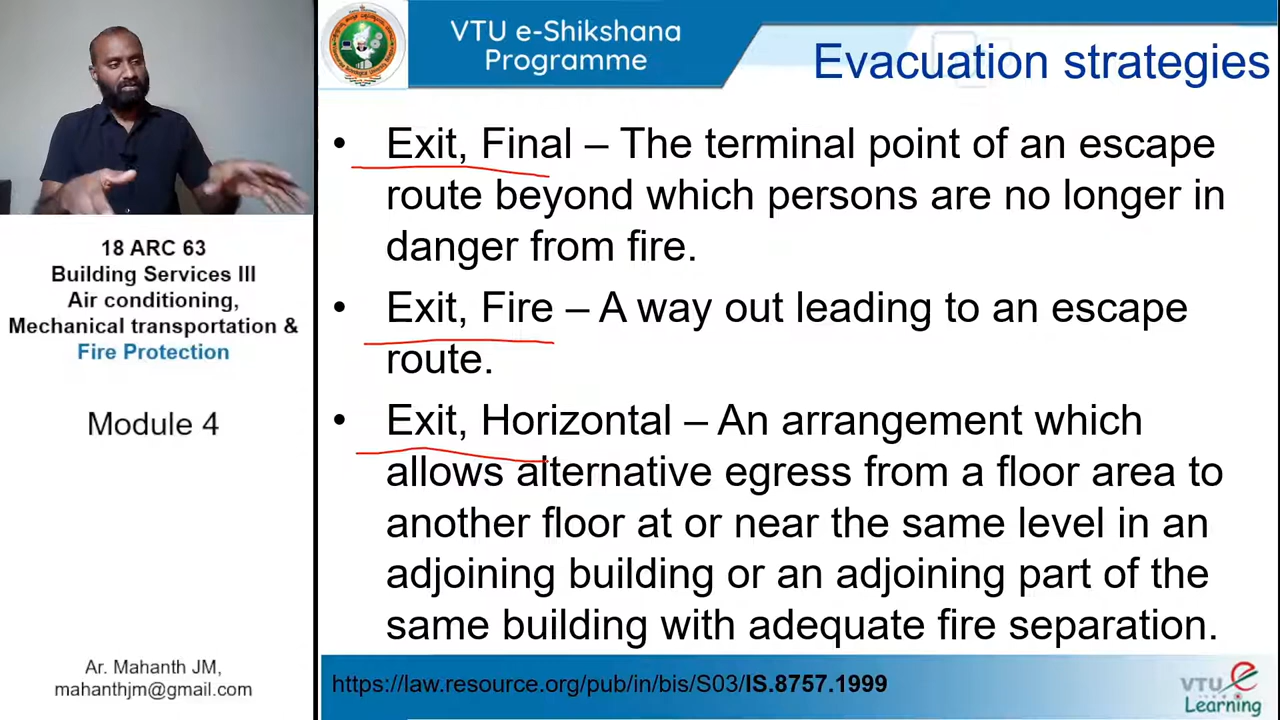 VTU e-Shikshana
Programme
Evacuation strategies
• Exit, Final – The terminal point of an escape
route beyond which persons are no longer in
danger from fire.
• Exit, Fire – A way out leading to an escape
route.
• Exit, Horizontal – An arrangement which
allows alternative egress from a floor area to
another floor at or near the same level in an
adjoining building or an adjoining part of the
same building with adequate fire separation.
18 ARC 63
Building Services III
Air conditioning,
Mechanical transportation &
Fire Protection
Module 4
Ar. Mahanth JM,
mahanthjm@gmail.com
https://law.resource.org/pub/in/bis/S03/IS.8757.1999
VTU e
Learning